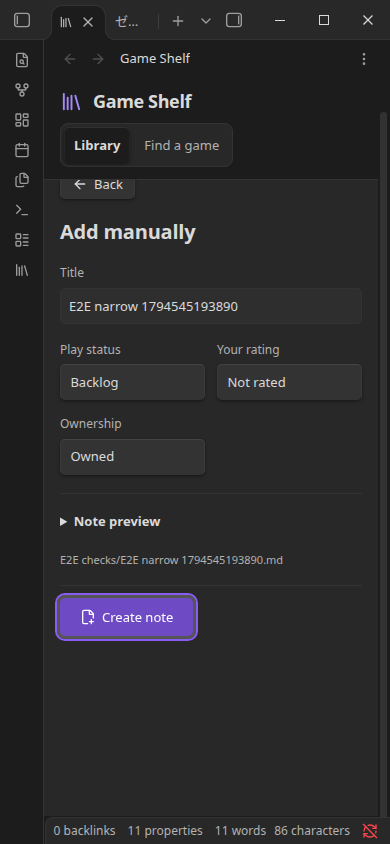 ゼ...
Game Shelf
Game Shelf
Library Find a game
Back
Add manually
Title
E2E narrow 1794545193890
Play status Your rating
Backlog Not rated
Ownership
Owned
Note preview
E2E checks/E2E narrow 1794545193890.md
Create note
0 backlinks 11 properties 11 words 86 characters